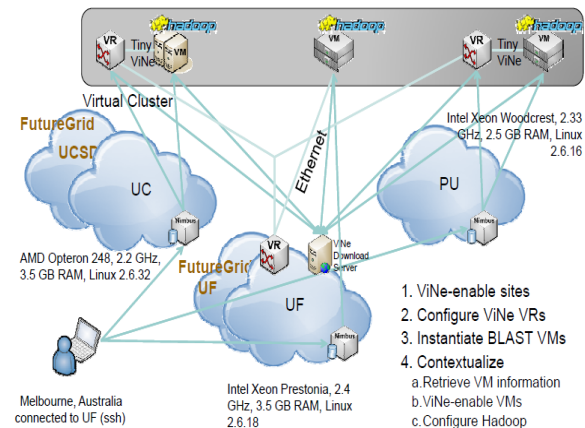 hadoop
hadoop
hadoop
VR
Tiny
ViNe
VM
VM
VR
Tiny
ViNe
VM
Virtual Cluster
Intel Xeon Woodcrest, 2.33
GHz, 2.5 GB RAM, Linux
2.6.16
FutureGrid
UCSD
UC
Nimbus
Ethernet
PU
Nimbus
AMD Opteron 248, 2.2 GHz,
3.5 GB RAM, Linux 2.6.32
VR
ViNe
Download
Server
FutureGrid
UF
UF
Nimbus
1. ViNe-enable sites
2. Configure ViNe VRs
3. Instantiate BLAST VMs
4. Contextualize
a.Retrieve VM information
b.ViNe-enable VMs
c.Configure Hadoop
Melbourne, Australia
connected to UF (ssh)
Intel Xeon Prestonia, 2.4
GHz, 3.5 GB RAM, Linux
2.6.18